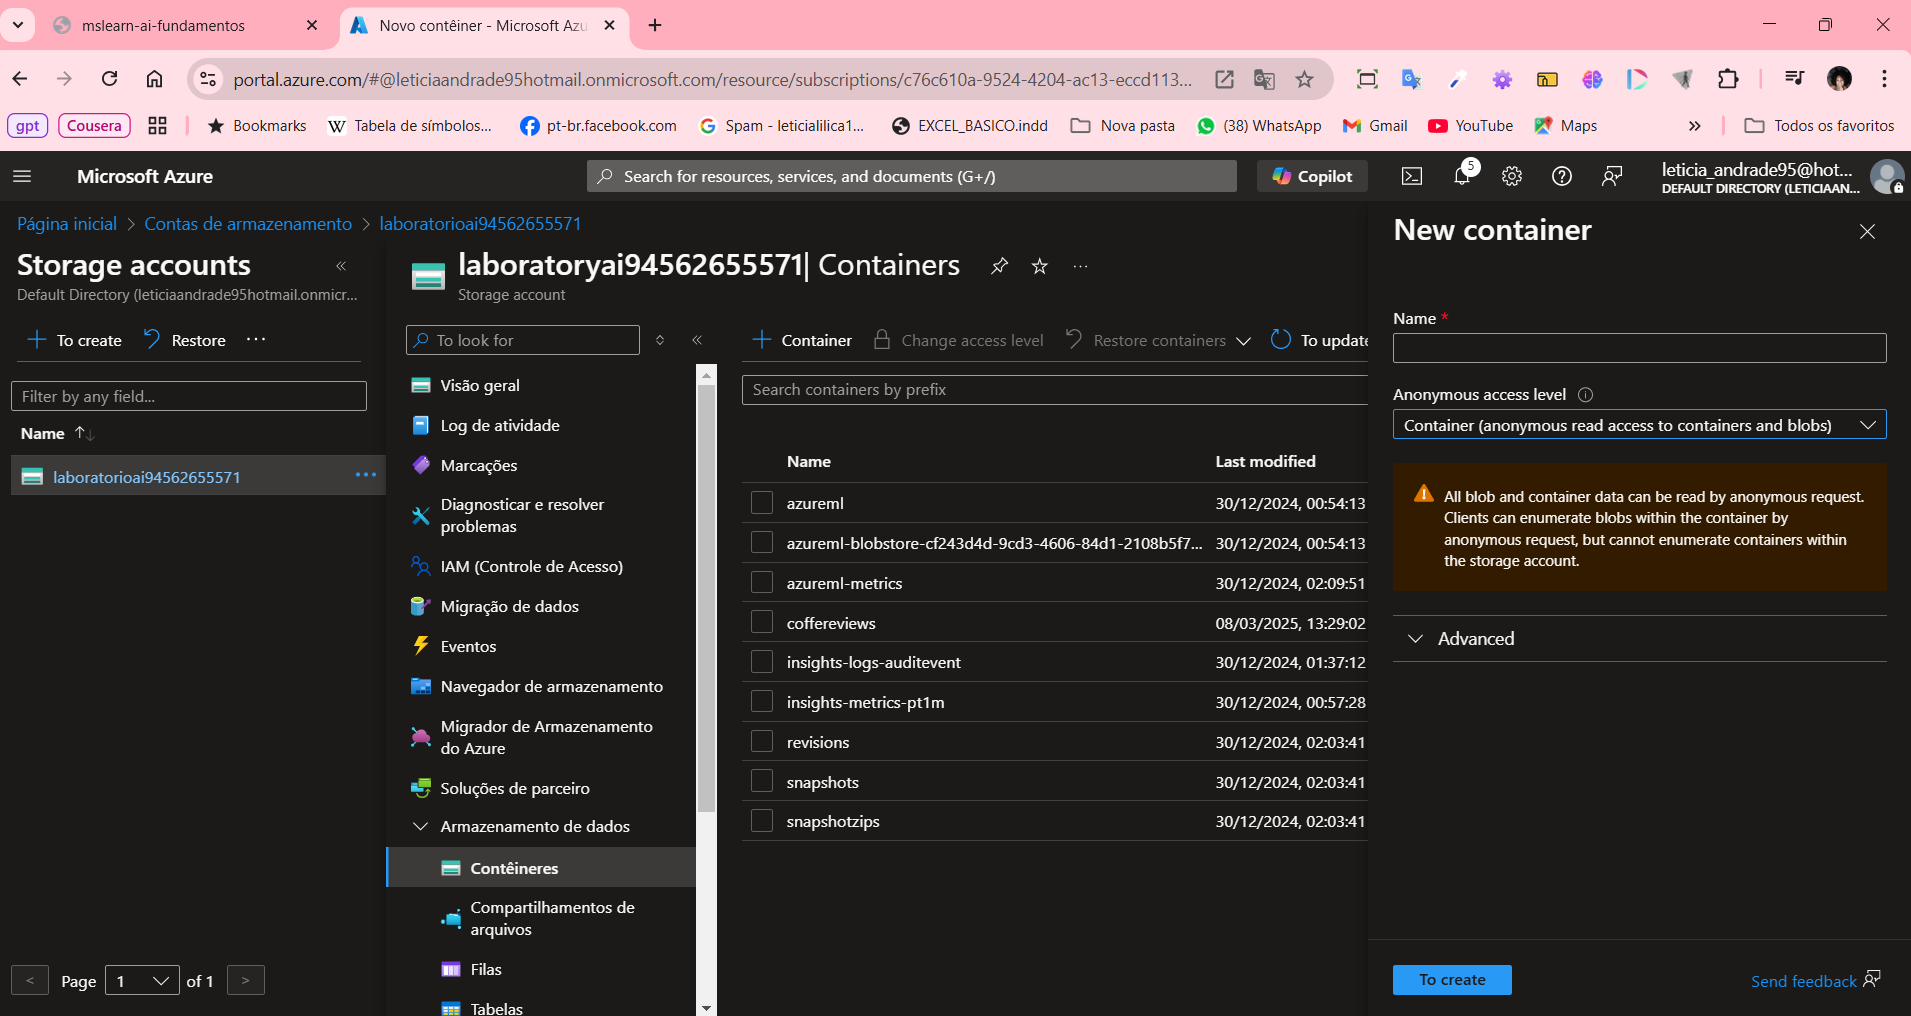 mslearn-ai-fundamentos
Novo contêiner - Microsoft Azu
portal.azure.com/#@leticiaandrade95hotmail.onmicrosoft.com/resource/subscriptions/c76c610a-9524-4204-ac13-eccd113...
gpt
Cousera
Bookmarks
Tabela de símbolos...
pt-br.facebook.com
Spam - leticialilica1...
EXCEL_BASICO.indd
Nova pasta
(38) WhatsApp
Gmail
YouTube
Maps
»
Todos os favoritos
Microsoft Azure
Search for resources, services, and documents (G+/)
Copilot
5
leticia_andrade95@hot...
DEFAULT DIRECTORY (LETICIAAN...
Página inicial > Contas de armazenamento > laboratorioai94562655571
Storage accounts
Default Directory (leticiaandrade95hotmail.onmicr...
To create
Restore
...
Filter by any field...
Name
laboratorioai94562655571
...
< Page 1 of 1 >
laboratoryai94562655571| Containers
Storage account
To look for
Visão geral
Log de atividade
Marcações
Diagnosticar e resolver
problemas
IAM (Controle de Acesso)
Migração de dados
Eventos
Navegador de armazenamento
Migrador de Armazenamento
do Azure
Soluções de parceiro
Armazenamento de dados
Contêineres
Compartilhamentos de
arquivos
Filas
Tabelas
Container
Change access level
Restore containers
To update
Search containers by prefix
Name Last modified
azureml 30/12/2024, 00:54:13
azureml-blobstore-cf243d4d-9cd3-4606-84d1-2108b5f7... 30/12/2024, 00:54:13
azureml-metrics 30/12/2024, 02:09:51
coffereviews 08/03/2025, 13:29:02
insights-logs-auditevent 30/12/2024, 01:37:12
insights-metrics-pt1m 30/12/2024, 00:57:28
revisions 30/12/2024, 02:03:41
snapshots 30/12/2024, 02:03:41
snapshotzips 30/12/2024, 02:03:41
New container
Name *
Anonymous access level
Container (anonymous read access to containers and blobs)
All blob and container data can be read by anonymous request.
Clients can enumerate blobs within the container by
anonymous request, but cannot enumerate containers within
the storage account.
Advanced
To create
Send feedback